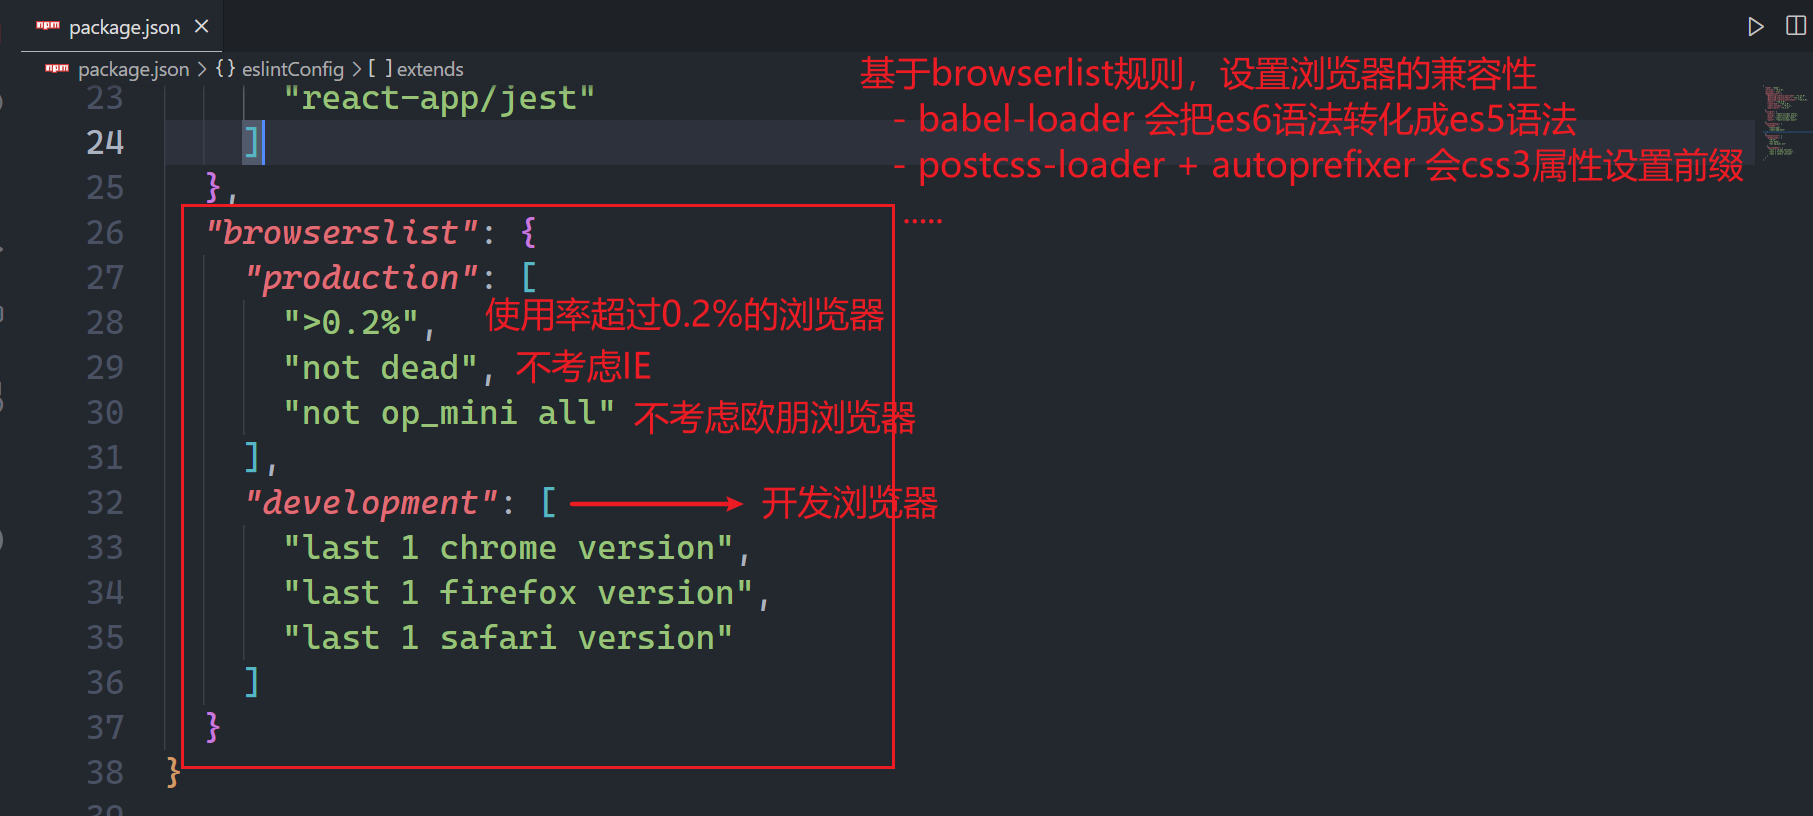 package.json
package.json > {} eslintConfig > [ ] extends
基于browserlist规则，设置浏览器的兼容性
- babel-loader 会把es6语法转化成es5语法
- postcss-loader + autoprefixer 会css3属性设置前缀
.....
23 "react-app/jest"
24 ]
25 },
26 "browserslist": {
27 "production": [
28 ">0.2%", 使用率超过0.2%的浏览器
29 "not dead", 不考虑IE
30 "not op_mini all" 不考虑欧朋浏览器
31 ],
32 "development": [ 开发浏览器
33 "last 1 chrome version",
34 "last 1 firefox version",
35 "last 1 safari version"
36 ]
37 }
38 }
39